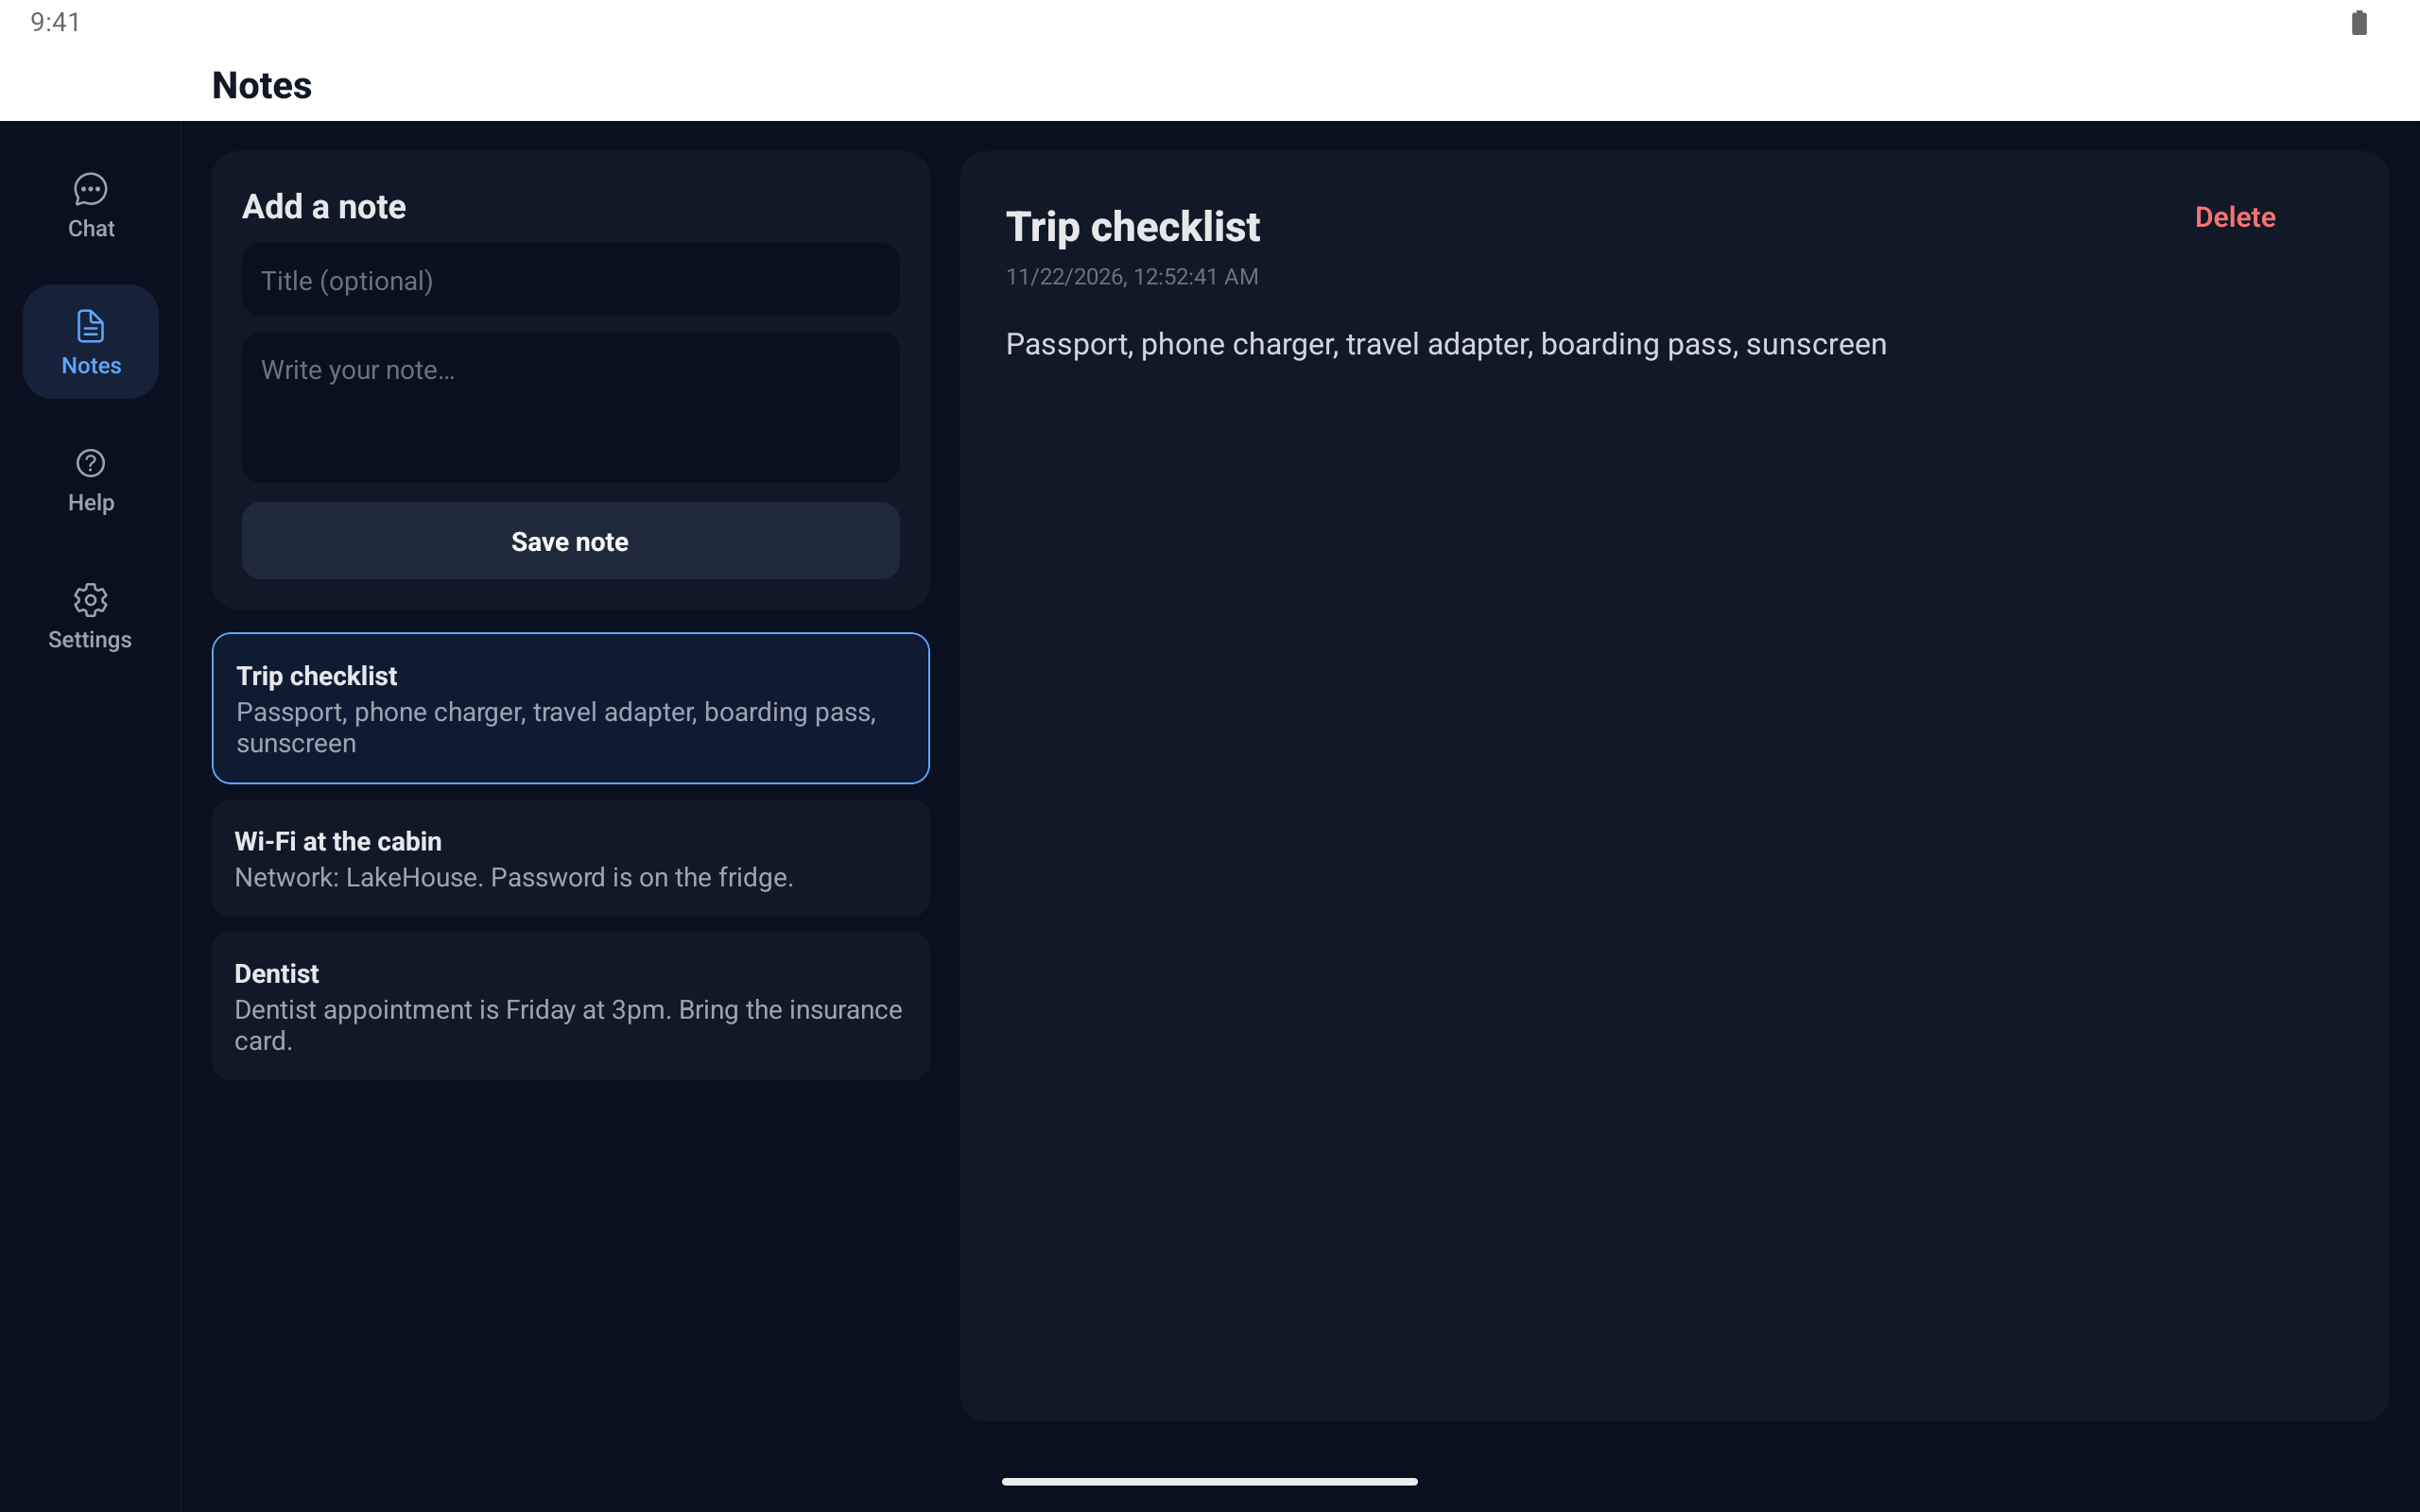 9:41
Notes
Chat
Notes
Help
Settings
Add a note
Title (optional)
Write your note…
Save note
Trip checklist
Passport, phone charger, travel adapter, boarding pass,
sunscreen
Wi-Fi at the cabin
Network: LakeHouse. Password is on the fridge.
Dentist
Dentist appointment is Friday at 3pm. Bring the insurance
card.
Trip checklist
Delete
11/22/2026, 12:52:41 AM
Passport, phone charger, travel adapter, boarding pass, sunscreen